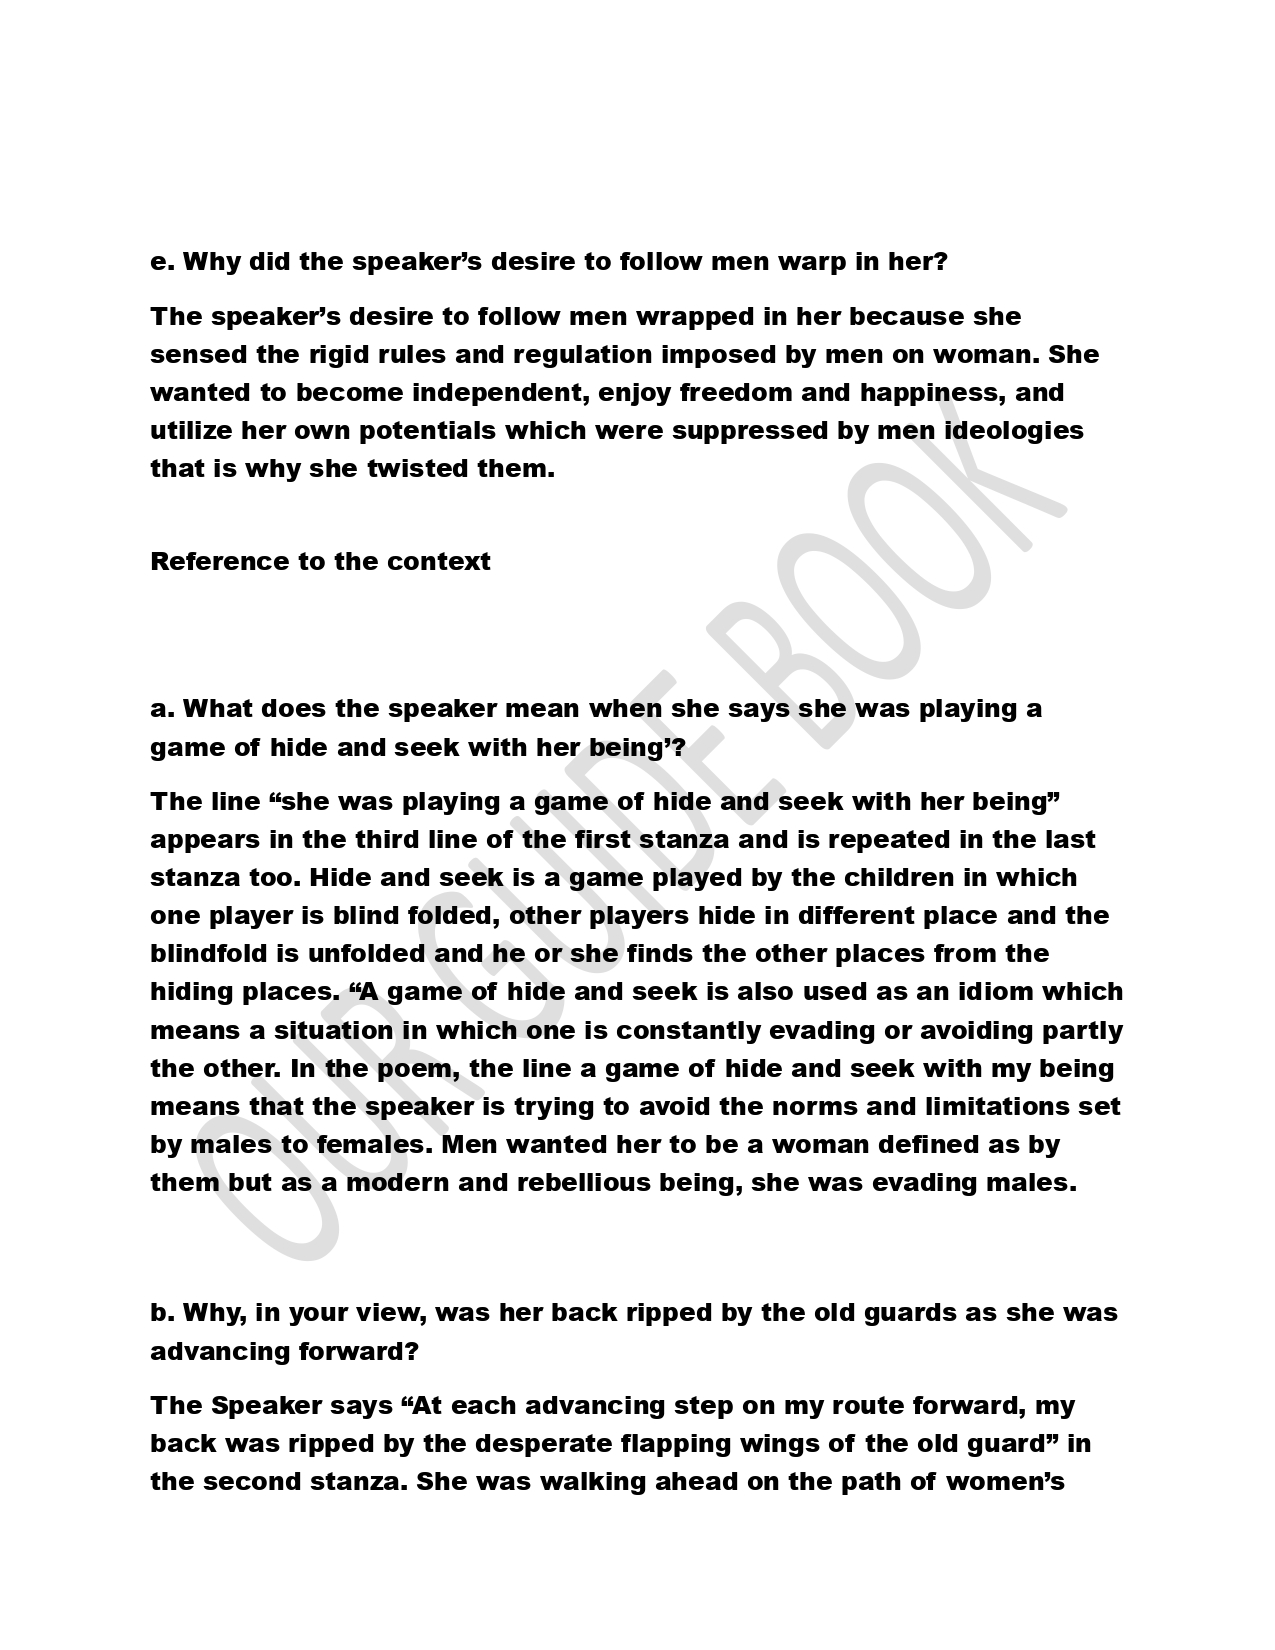 e. Why did the speaker’s desire to follow men warp in her?
The speaker’s desire to follow men wrapped in her because she
sensed the rigid rules and regulation imposed by men on woman. She
wanted to become independent, enjoy freedom and happiness, and
utilize her own potentials which were suppressed by men ideologies
that is why she twisted them.
Reference to the context
a. What does the speaker mean when she says she was playing a
game of hide and seek with her being’?
The line “she was playing a game of hide and seek with her being”
appears in the third line of the first stanza and is repeated in the last
stanza too. Hide and seek is a game played by the children in which
one player is blind folded, other players hide in different place and the
blindfold is unfolded and he or she finds the other places from the
hiding places. “A game of hide and seek is also used as an idiom which
means a situation in which one is constantly evading or avoiding partly
the other. In the poem, the line a game of hide and seek with my being
means that the speaker is trying to avoid the norms and limitations set
by males to females. Men wanted her to be a woman defined as by
them but as a modern and rebellious being, she was evading males.
b. Why, in your view, was her back ripped by the old guards as she was
advancing forward?
The Speaker says “At each advancing step on my route forward, my
back was ripped by the desperate flapping wings of the old guard” in
the second stanza. She was walking ahead on the path of women’s
OUR GUIDE BOOK